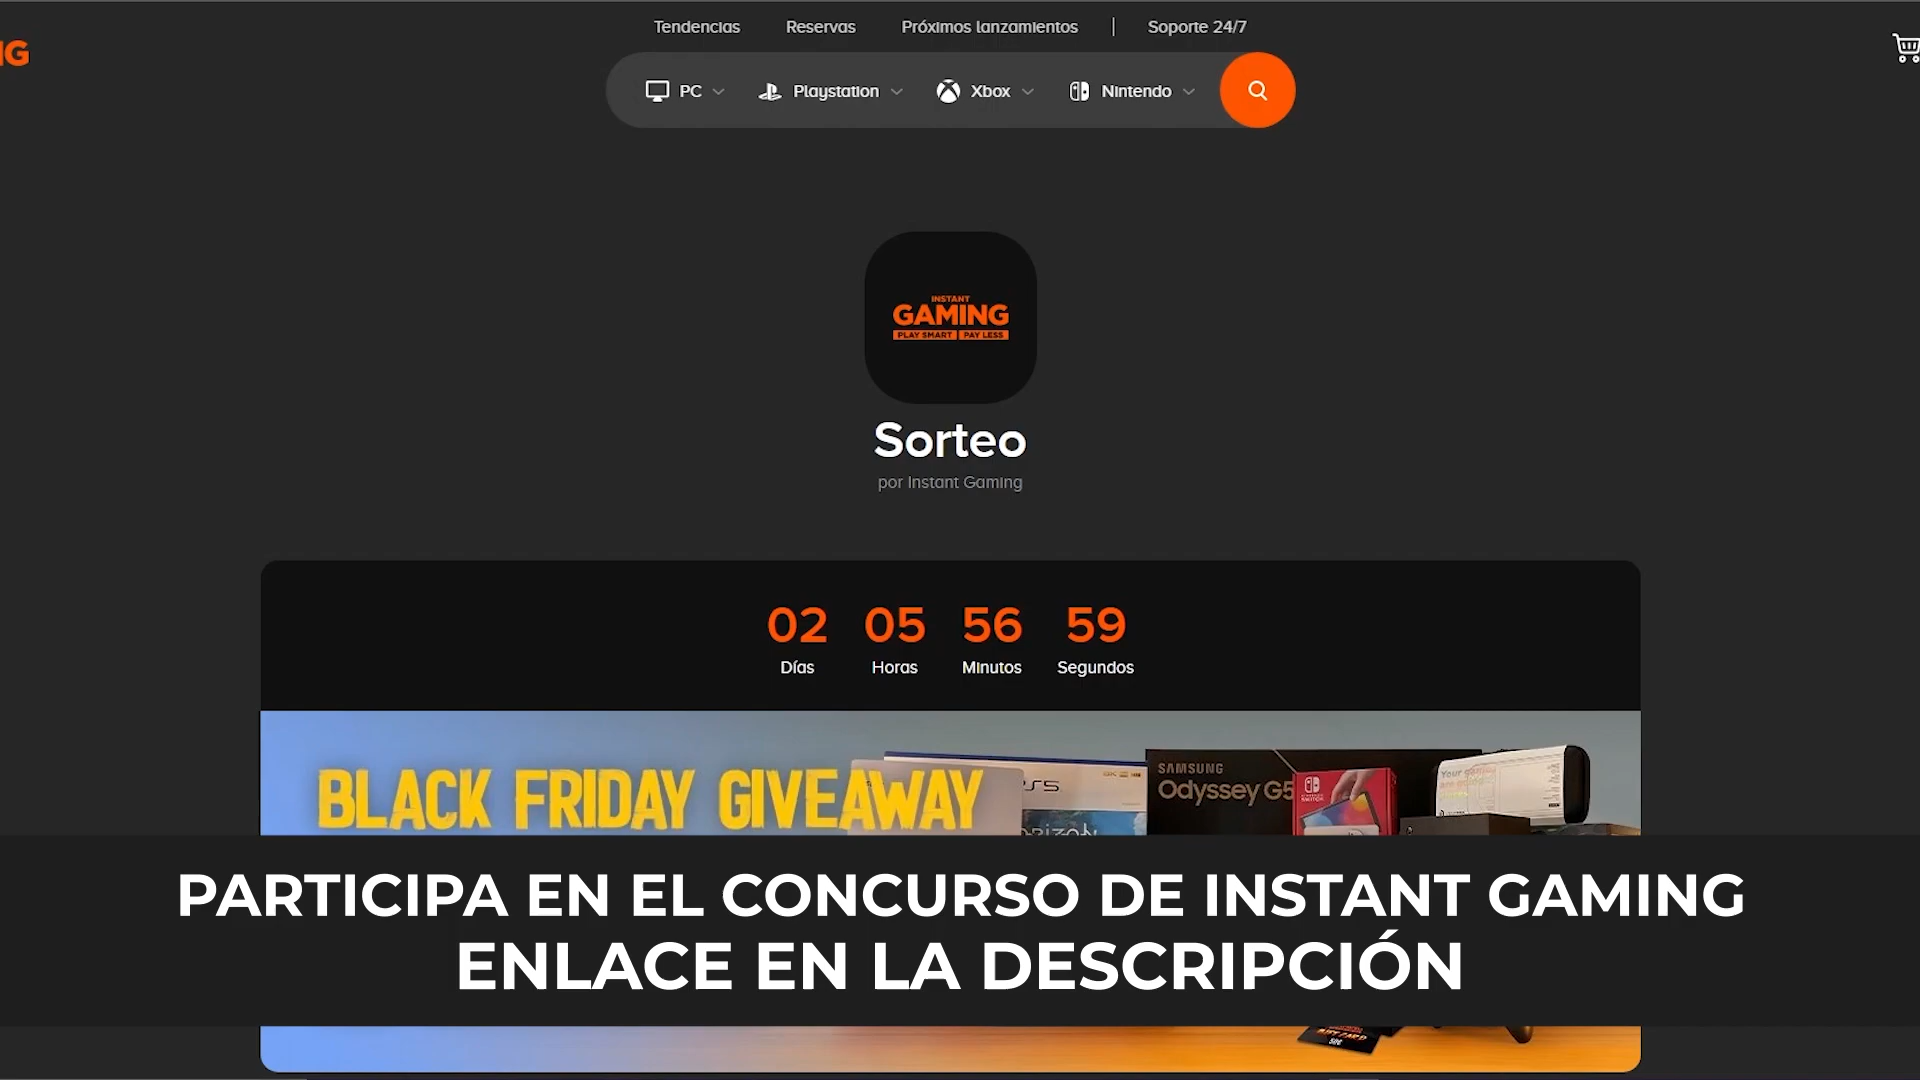 Tendencias Reservas Próximos lanzamientos | Soporte 24/7
NG
PC Playstation Xbox Nintendo
INSTANT
GAMING
PLAY SMART PAY LESS
Sorteo
por Instant Gaming
02 05 56 59
Días Horas Minutos Segundos
BLACK FRIDAY GIVEAWAY
SAMSUNG
Odyssey G5
PARTICIPA EN EL CONCURSO DE INSTANT GAMING
ENLACE EN LA DESCRIPCIÓN